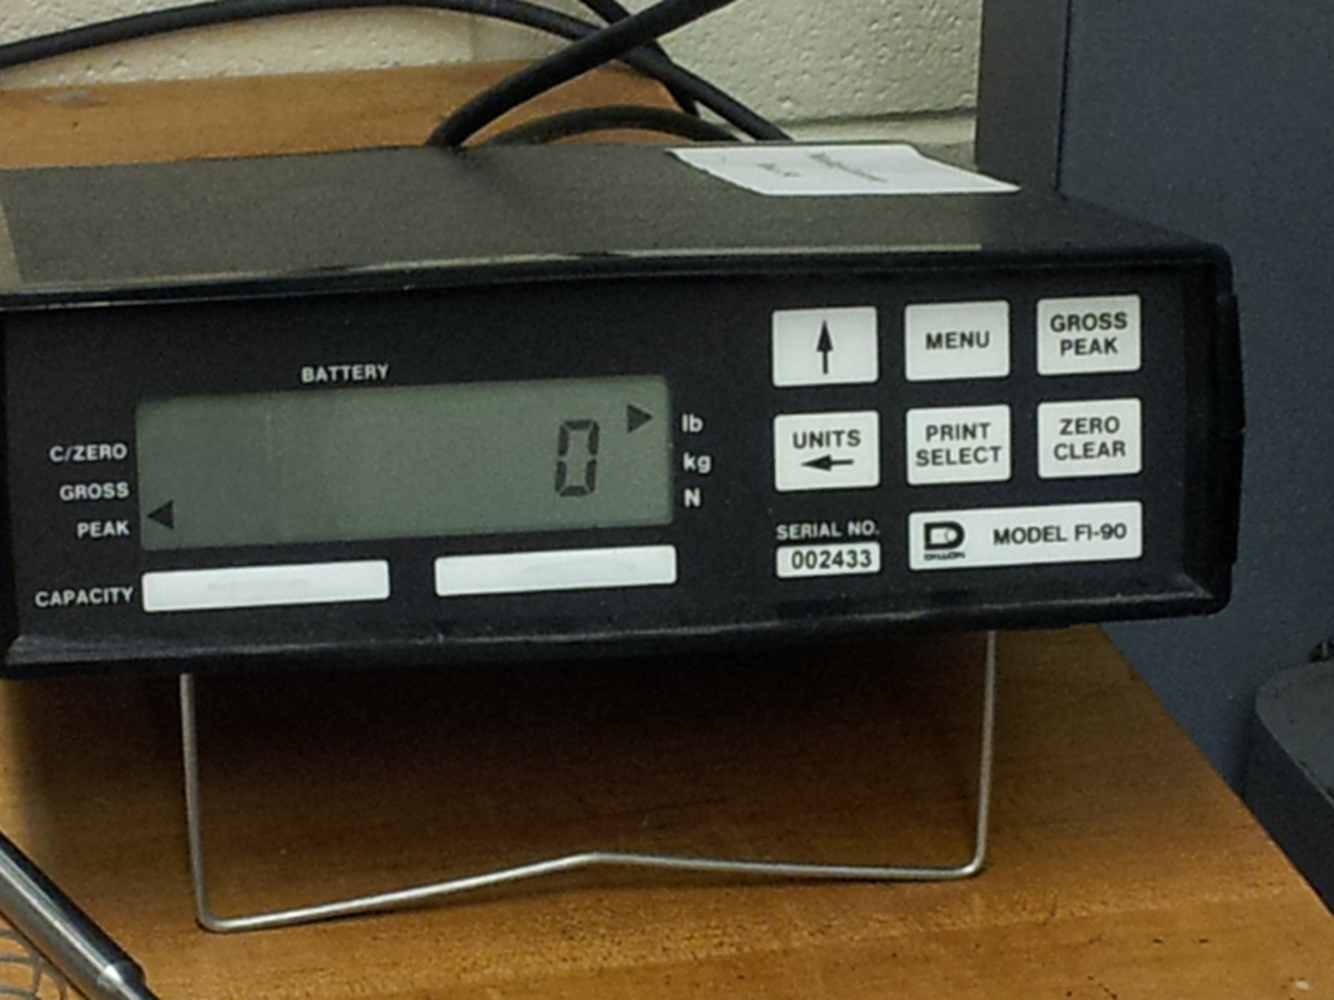 BATTERY
C/ZERO
GROSS
PEAK
0
lb
kg
N
CAPACITY
MENU
GROSS
PEAK
UNITS
PRINT
SELECT
ZERO
CLEAR
SERIAL NO.
002433
DILLON
MODEL FI-90